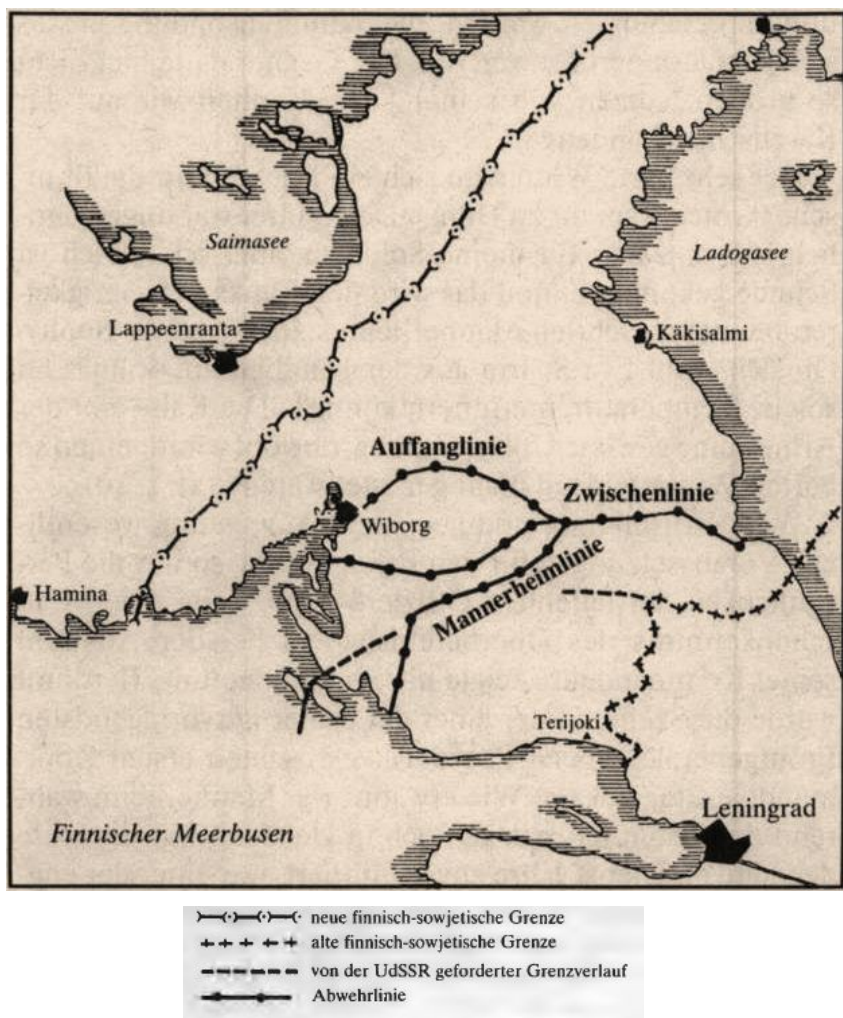 Saimasee
Ladogasee
Lappeenranta
Käkisalmi
Auffanglinie
Zwischenlinie
Wiborg
Mannerheimlinie
Hamina
Terijoki
Leningrad
Finnischer Meerbusen
neue finnisch-sowjetische Grenze
alte finnisch-sowjetische Grenze
von der UdSSR geforderter Grenzverlauf
Abwehrlinie